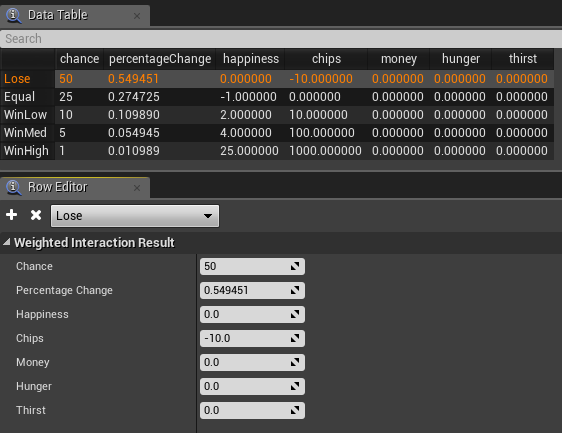 Data Table
Search
chance percentageChange happiness chips money hunger thirst
Lose 50 0.549451 0.000000 -10.000000 0.000000 0.000000 0.000000
Equal 25 0.274725 -1.000000 0.000000 0.000000 0.000000 0.000000
WinLow 10 0.109890 2.000000 10.000000 0.000000 0.000000 0.000000
WinMed 5 0.054945 4.000000 100.000000 0.000000 0.000000 0.000000
WinHigh 1 0.010989 25.000000 1000.000000 0.000000 0.000000 0.000000
Row Editor
Lose
Weighted Interaction Result
Chance 50
Percentage Change 0.549451
Happiness 0.0
Chips -10.0
Money 0.0
Hunger 0.0
Thirst 0.0